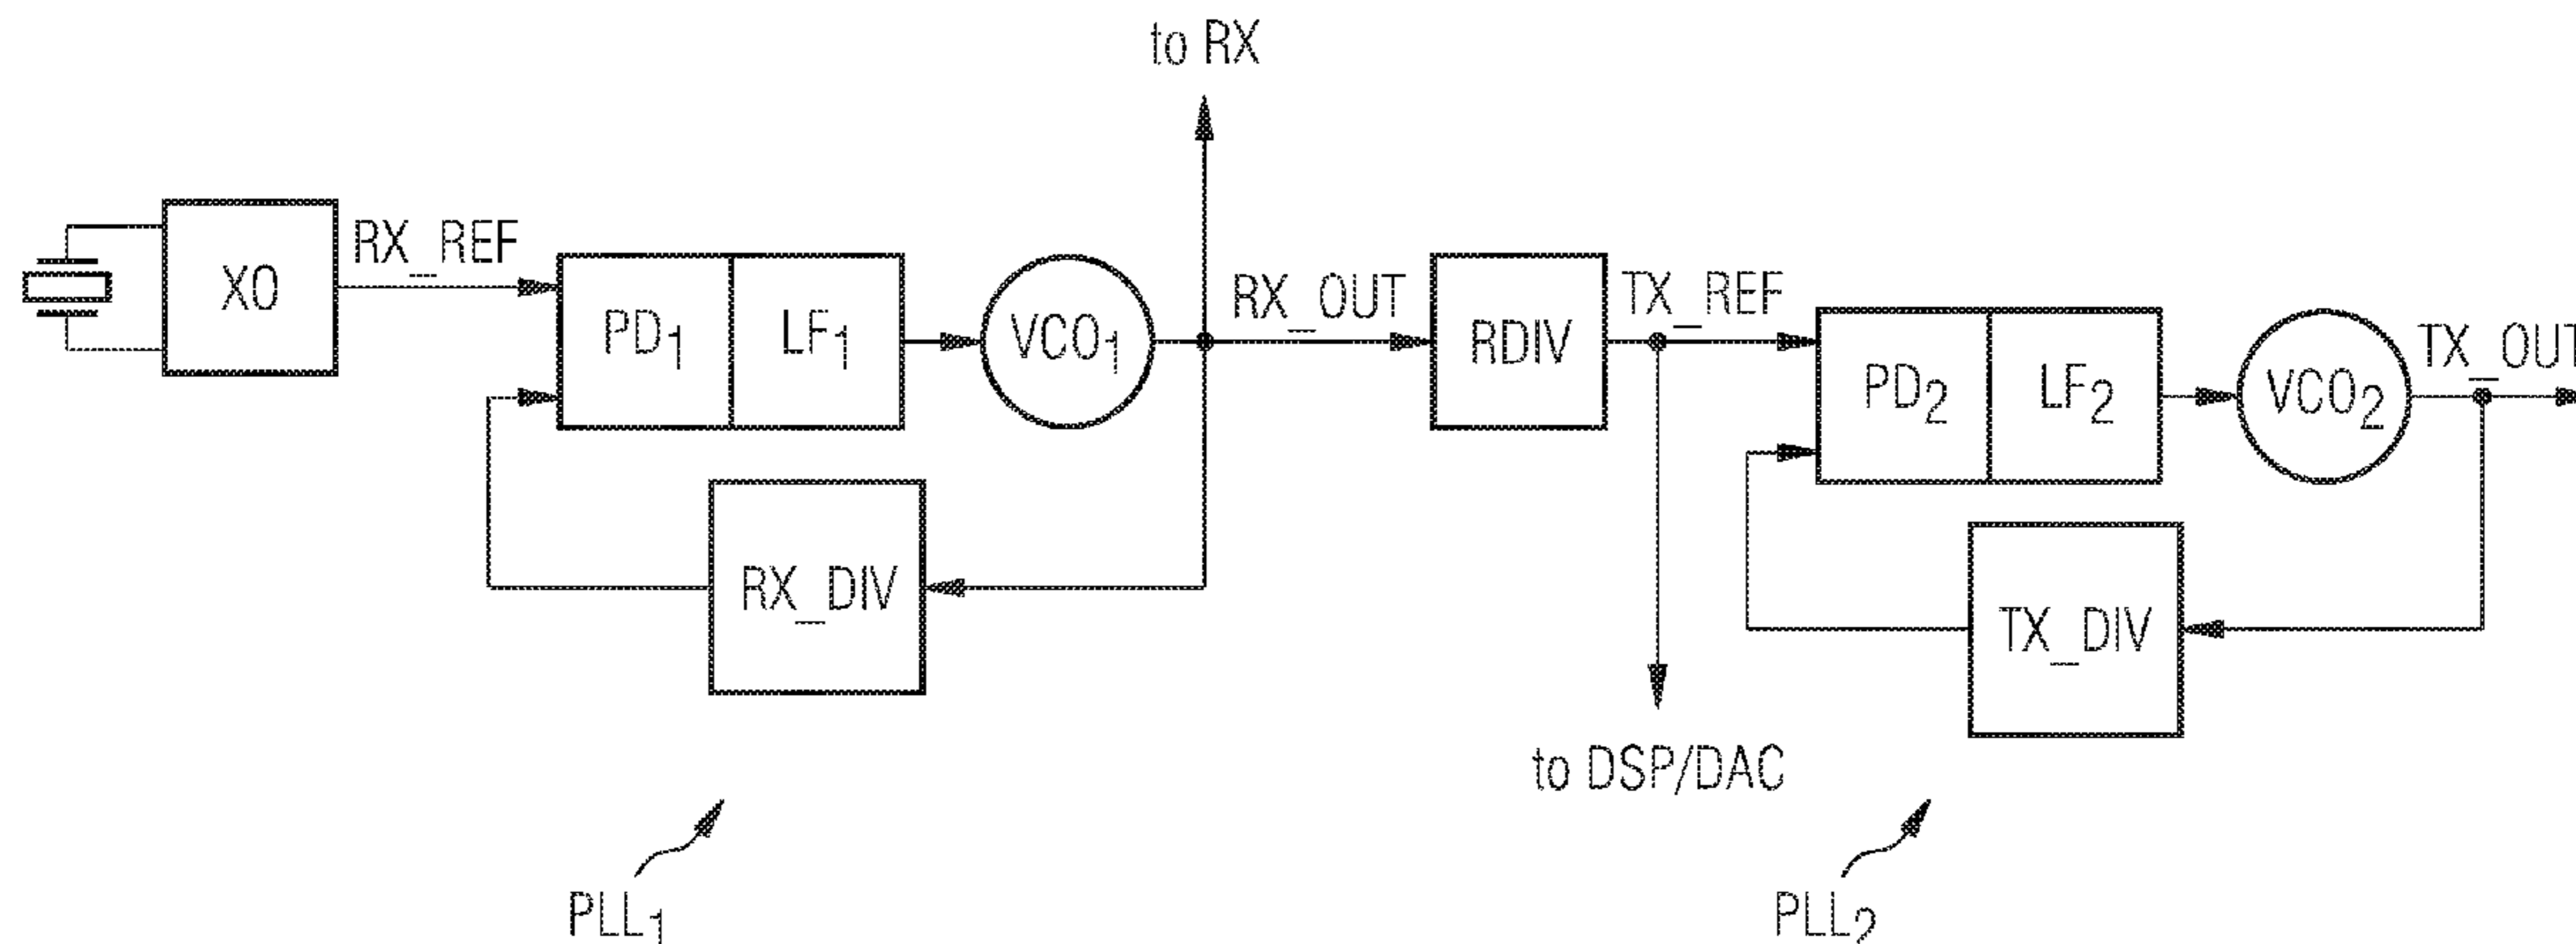 to RX
XO
RX_REF
PD1
LF1
VCO1
RX_OUT
RDIV
TX_REF
PD2
LF2
VCO2
TX_OUT
RX_DIV
TX_DIV
to DSP/DAC
PLL1
PLL2